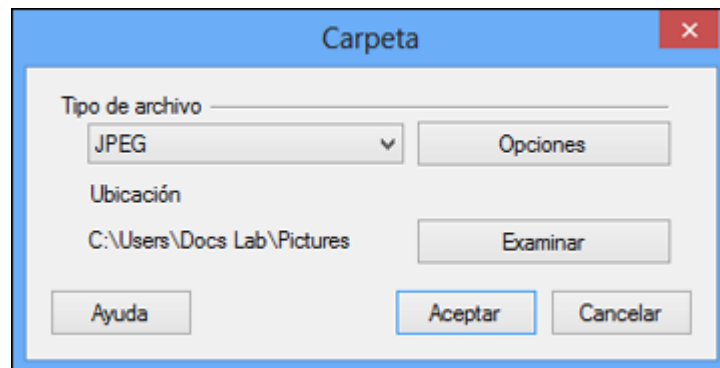 Carpeta
Tipo de archivo
JPEG
Opciones
Ubicación
C:\Users\Docs Lab\Pictures
Examinar
Ayuda
Aceptar
Cancelar